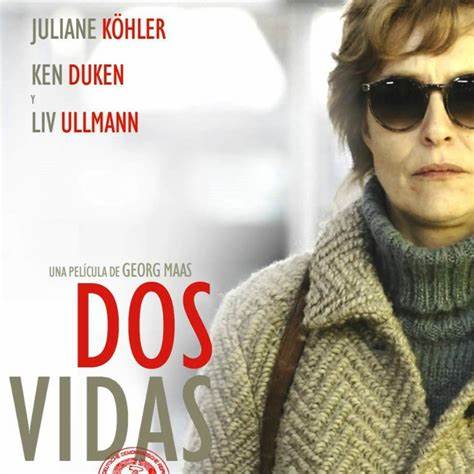 JULIANE KÖHLER
KEN DUKEN
Y
LIV ULLMANN
UNA PELÍCULA DE GEORG MAAS
DOS
VIDAS